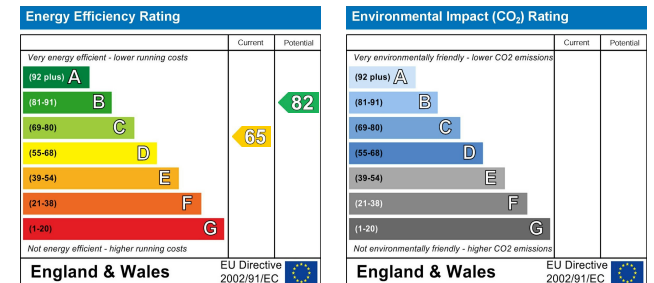 Energy Efficiency Rating
Current Potential
Very energy efficient - lower running costs
(92 plus) A
(81-91) B
82
(69-80) C
65
(55-68) D
(39-54) E
(21-38) F
(1-20) G
Not energy efficient - higher running costs
England & Wales
EU Directive
2002/91/EC
Environmental Impact (CO₂) Rating
Current Potential
Very environmentally friendly - lower CO2 emissions
(92 plus) A
(81-91) B
(69-80) C
(55-68) D
(39-54) E
(21-38) F
(1-20) G
Not environmentally friendly - higher CO2 emissions
England & Wales
EU Directive
2002/91/EC